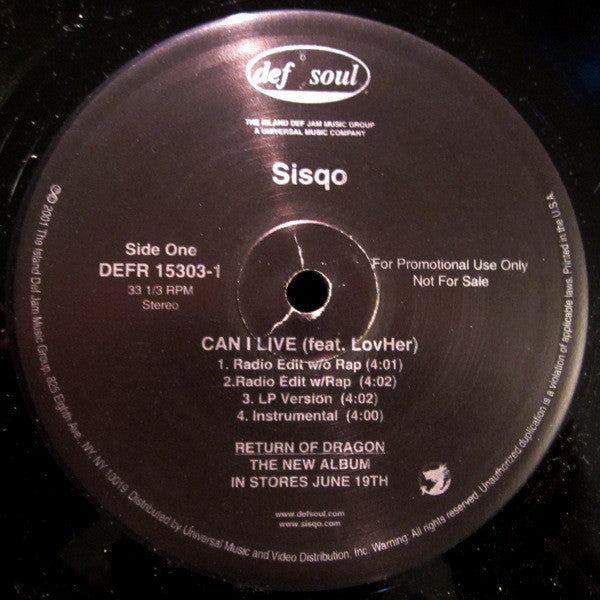 def soul
THE ISLAND DEF JAM MUSIC GROUP
A UNIVERSAL MUSIC COMPANY
Sisqo
Side One
DEFR 15303-1
33 1/3 RPM
Stereo
For Promotional Use Only
Not For Sale
CAN I LIVE (feat. LovHer)
1. Radio Edit w/o Rap (4:01)
2.Radio Edit w/Rap (4:02)
3. LP Version (4:02)
4. Instrumental (4:00)
RETURN OF DRAGON
THE NEW ALBUM
IN STORES JUNE 19TH
www.defsoul.com
www.sisqo.com
℗© 2001 The Island Def Jam Music Group, 825 Eighth Ave., NY, NY 10019. Distributed by Universal Music and Video Distribution, Inc. Warning: All rights reserved. Unauthorized duplication is a violation of applicable laws. Printed in the U.S.A.